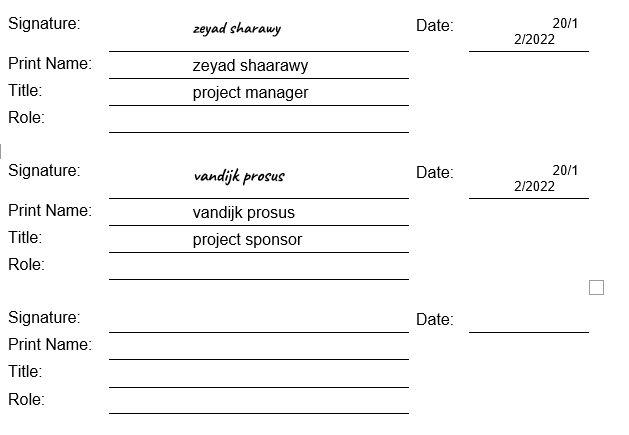 Signature: zeyad sharawy Date: 20/1
2/2022
Print Name: zeyad shaarawy
Title: project manager
Role:
Signature: vandijk prosus Date: 20/1
2/2022
Print Name: vandijk prosus
Title: project sponsor
Role:
Signature: Date:
Print Name:
Title:
Role: